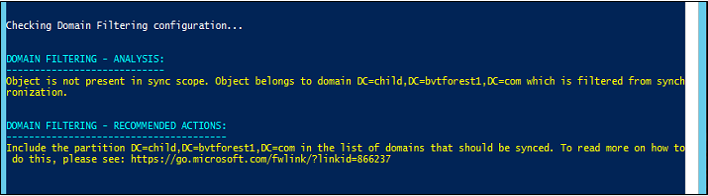 Checking Domain Filtering configuration...
DOMAIN FILTERING - ANALYSIS:
----------------------------
Object is not present in sync scope. Object belongs to domain DC=child,DC=bvtforest1,DC=com which is filtered from synch
ronization.
DOMAIN FILTERING - RECOMMENDED ACTIONS:
---------------------------------------
Include the partition DC=child,DC=bvtforest1,DC=com in the list of domains that should be synced. To read more on how to
 do this, please see: https://go.microsoft.com/fwlink/?linkid=866237